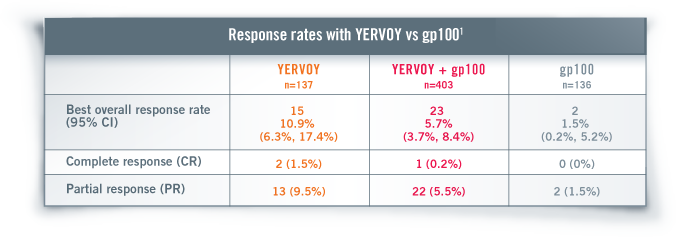 Response rates with YERVOY vs gp100¹
YERVOY
n=137
YERVOY + gp100
n=403
gp100
n=136
Best overall response rate
(95% CI)
15
10.9%
(6.3%, 17.4%)
23
5.7%
(3.7%, 8.4%)
2
1.5%
(0.2%, 5.2%)
Complete response (CR)
2 (1.5%)
1 (0.2%)
0 (0%)
Partial response (PR)
13 (9.5%)
22 (5.5%)
2 (1.5%)